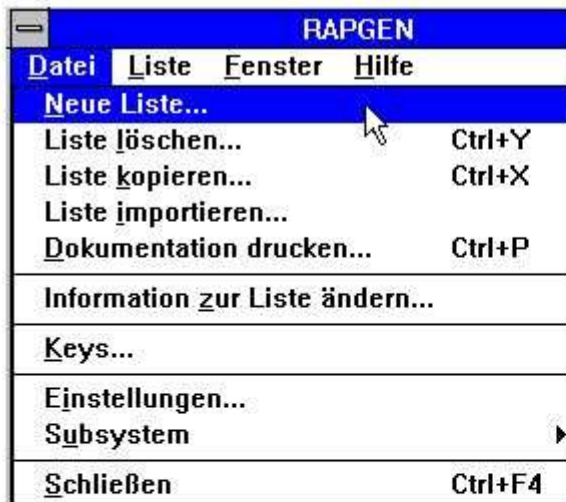 RAPGEN
Datei Liste Fenster Hilfe
Neue Liste...
Liste löschen... Ctrl+Y
Liste kopieren... Ctrl+X
Liste importieren...
Dokumentation drucken... Ctrl+P
Information zur Liste ändern...
Keys...
Einstellungen...
Subsystem
Schließen Ctrl+F4